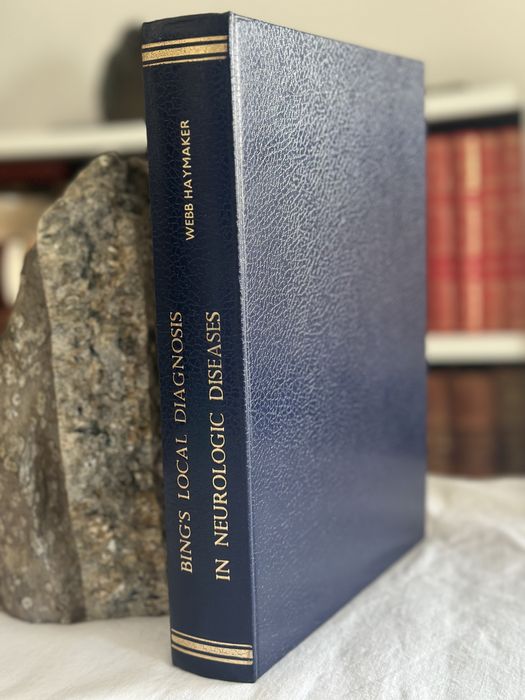 BING'S LOCAL DIAGNOSIS
IN NEUROLOGIC DISEASES
WEBB HAYMAKER